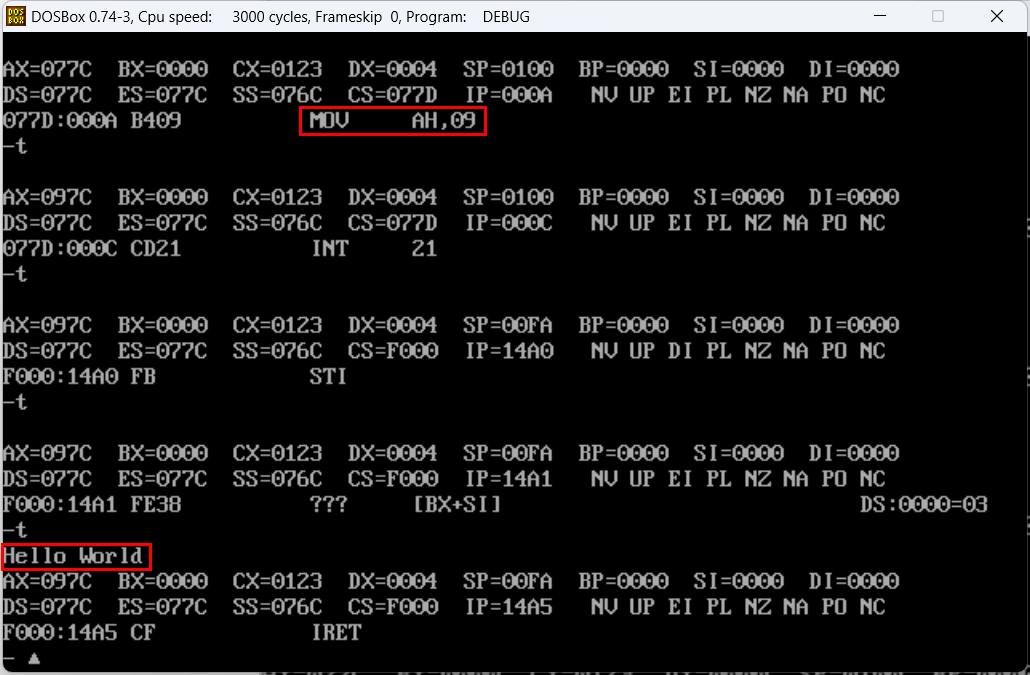 DOSBox 0.74-3, Cpu speed: 3000 cycles, Frameskip 0, Program: DEBUG
AX=077C BX=0000 CX=0123 DX=0004 SP=0100 BP=0000 SI=0000 DI=0000
DS=077C ES=077C SS=076C CS=077D IP=000A NV UP EI PL NZ NA PO NC
077D:000A B409 MOV AH,09
-t
AX=097C BX=0000 CX=0123 DX=0004 SP=0100 BP=0000 SI=0000 DI=0000
DS=077C ES=077C SS=076C CS=077D IP=000C NV UP EI PL NZ NA PO NC
077D:000C CD21 INT 21
-t
AX=097C BX=0000 CX=0123 DX=0004 SP=00FA BP=0000 SI=0000 DI=0000
DS=077C ES=077C SS=076C CS=F000 IP=14A0 NV UP DI PL NZ NA PO NC
F000:14A0 FB STI
-t
AX=097C BX=0000 CX=0123 DX=0004 SP=00FA BP=0000 SI=0000 DI=0000
DS=077C ES=077C SS=076C CS=F000 IP=14A1 NV UP EI PL NZ NA PO NC
F000:14A1 FE38 ??? [BX+SI] DS:0000=03
-t
Hello World
AX=097C BX=0000 CX=0123 DX=0004 SP=00FA BP=0000 SI=0000 DI=0000
DS=077C ES=077C SS=076C CS=F000 IP=14A5 NV UP EI PL NZ NA PO NC
F000:14A5 CF IRET
-